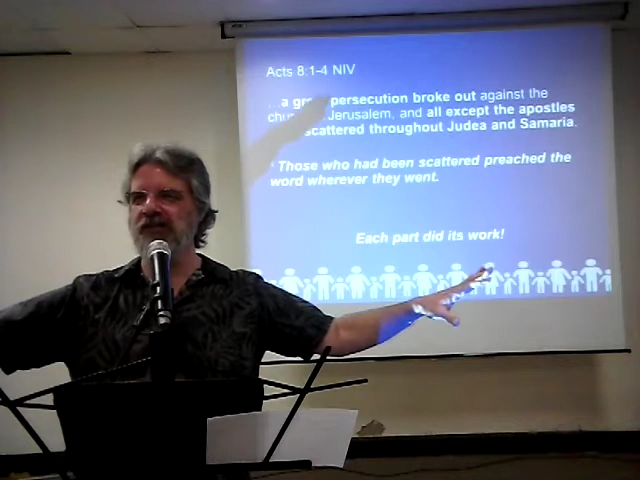 Acts 8:1-4 NIV
...a persecution broke out against the
Jerusalem, and all except the apostles
scattered throughout Judea and Samaria.
Those who had been scattered preached the
word wherever they went.
Each part did its work!